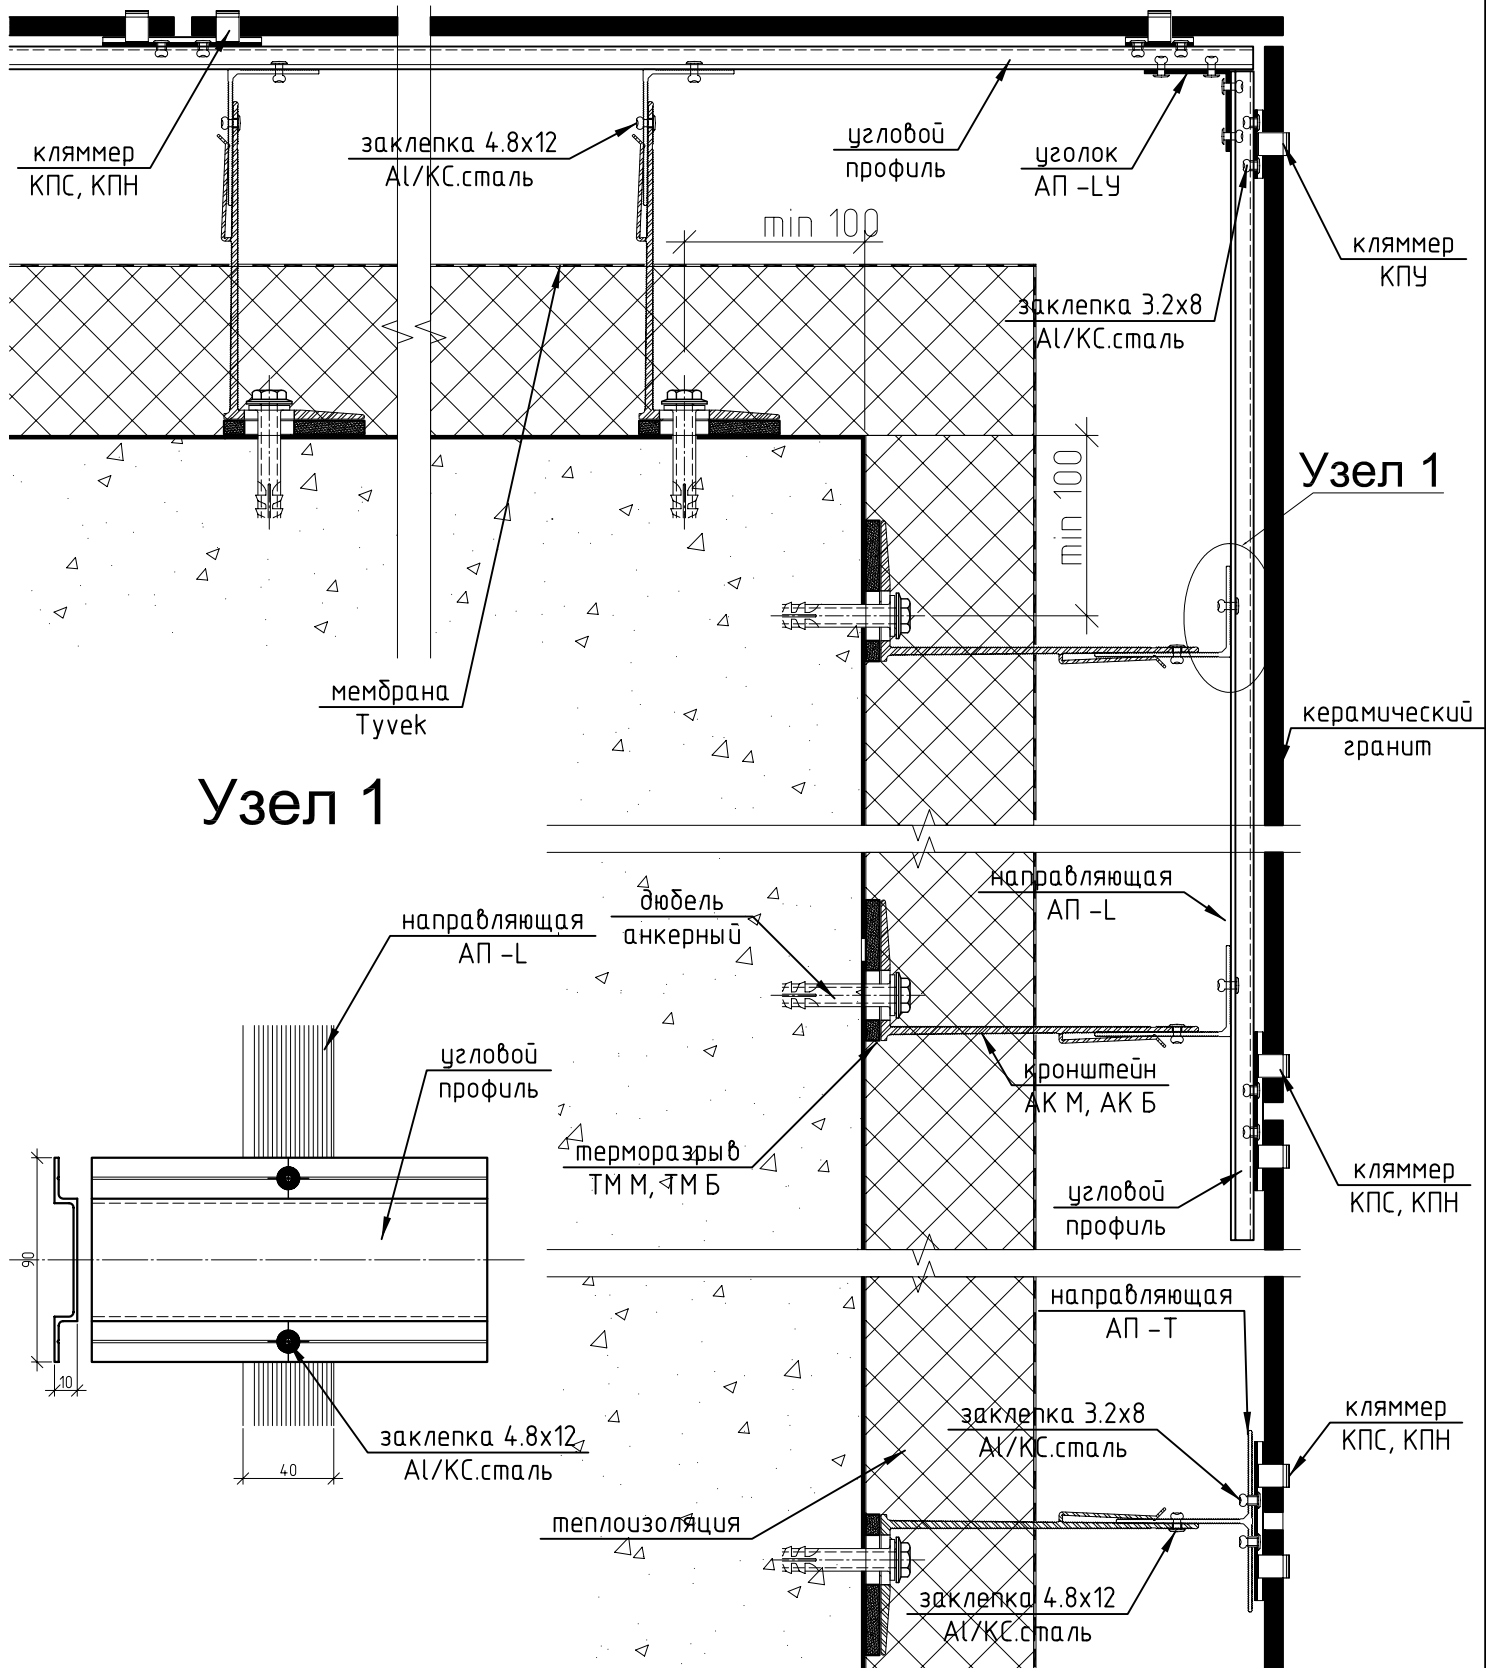 кляммер
КПС, КПН
заклепка 4.8х12
Al/КС.сталь
угловой
профиль
уголок
АП -LУ
кляммер
КПУ
min 100
заклепка 3.2х8
Al/КС.сталь
min 100
Узел 1
мембрана
Tyvek
керамический
гранит
Узел 1
направляющая
АП -L
дюбель
анкерный
направляющая
АП -L
угловой
профиль
кронштейн
АК М, АК Б
терморазрыв
ТМ М, ТМ Б
угловой
профиль
кляммер
КПС, КПН
90
10
40
заклепка 4.8х12
Al/КС.сталь
направляющая
АП -Т
заклепка 3.2х8
Al/КС.сталь
кляммер
КПС, КПН
теплоизоляция
заклепка 4.8х12
Al/КС.сталь